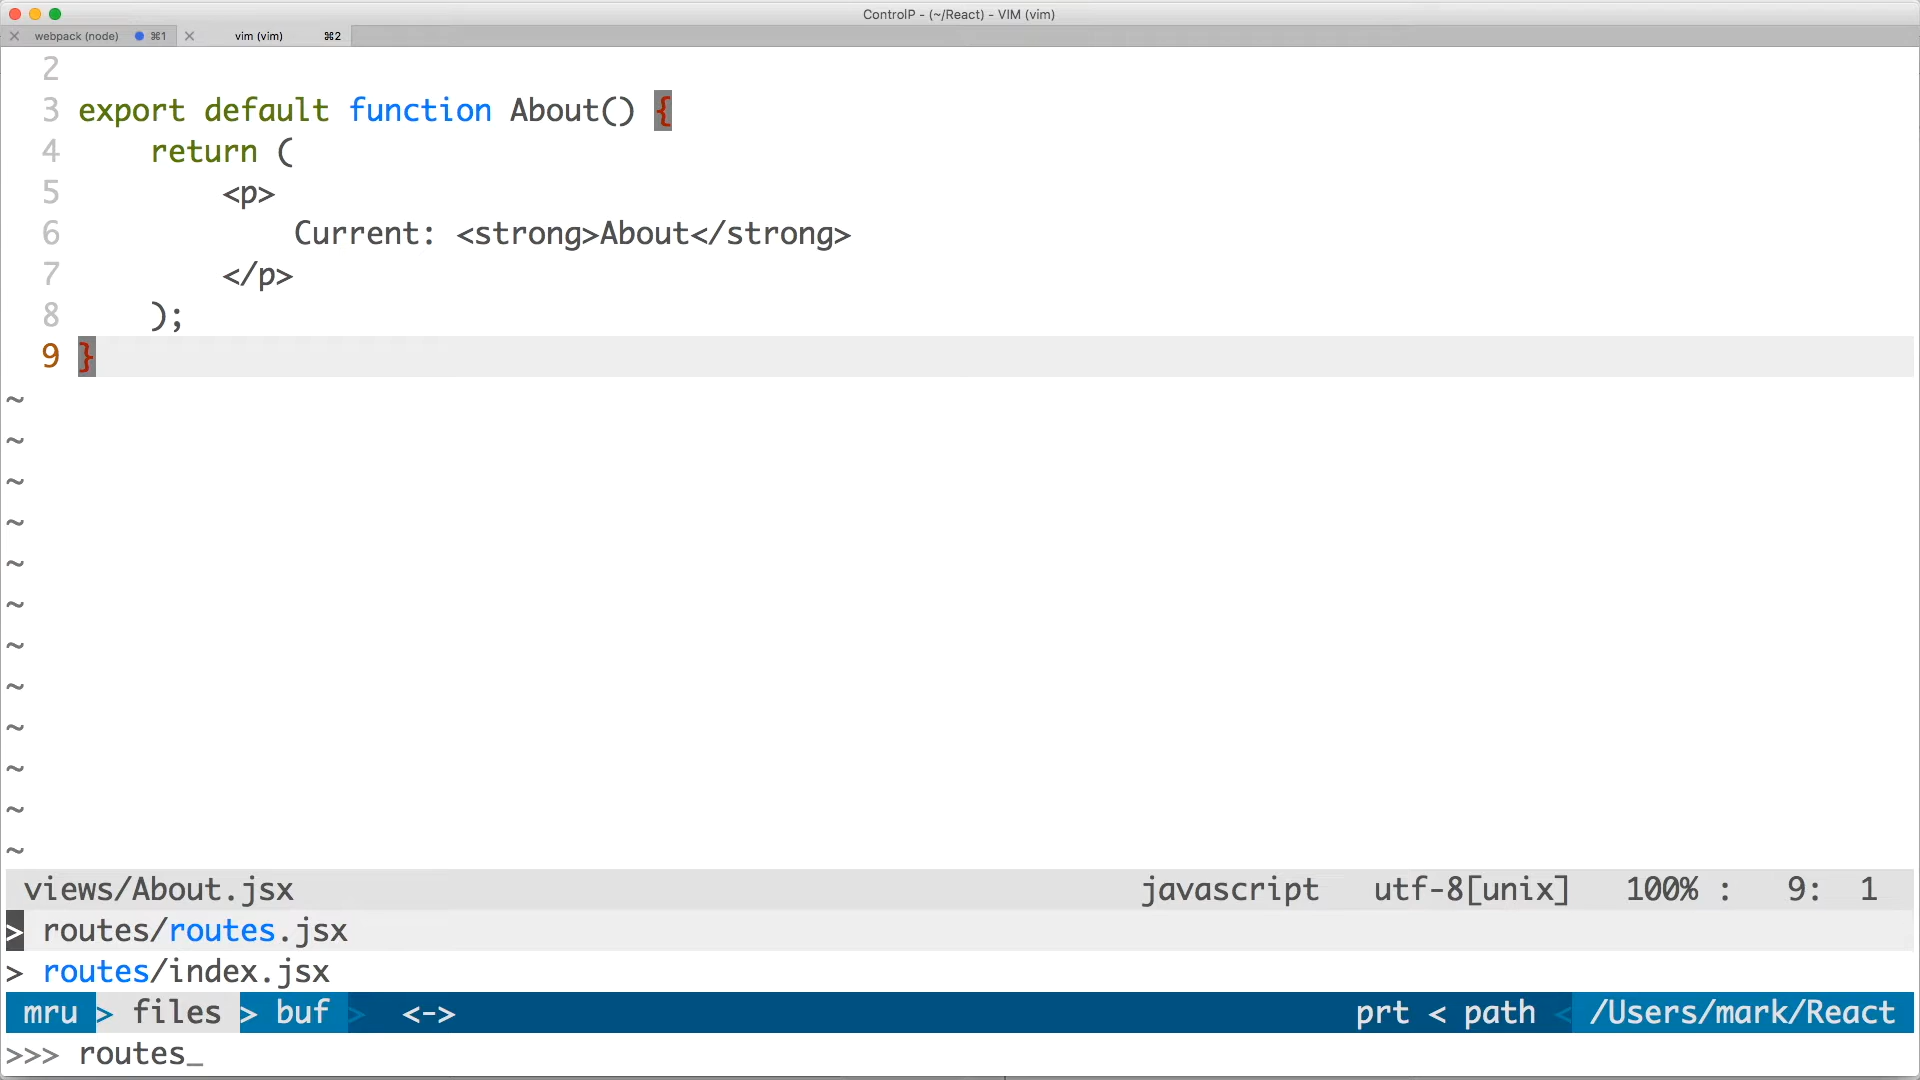 ControlP - (~/React) - VIM (vim)
webpack (node) ⌘1 vim (vim) ⌘2
2
3 export default function About() {
4     return (
5         <p>
6             Current: <strong>About</strong>
7         </p>
8     );
9 }
~
~
~
~
~
~
~
~
~
~
~
~
views/About.jsx javascript utf-8[unix] 100% : 9: 1
> routes/routes.jsx
> routes/index.jsx
mru > files > buf > <-> prt < path < /Users/mark/React
>>> routes_